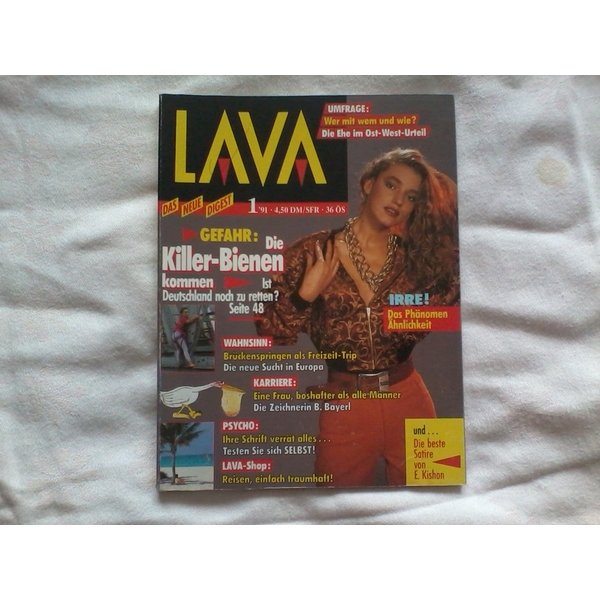 LAVA
UMFRAGE:
Wer mit wem und wie?
Die Ehe im Ost-West-Urteil
DAS NEUE DIGEST
1'91 · 4,50 DM/SFR · 36 ÖS
GEFAHR: Die
Killer-Bienen
kommen Ist
Deutschland noch zu retten?
Seite 48
IRRE!
Das Phänomen
Ähnlichkeit
WAHNSINN:
Brückenspringen als Freizeit-Trip
Die neue Sucht in Europa
KARRIERE:
Eine Frau, boshafter als alle Männer
Die Zeichnerin B. Bayerl
PSYCHO:
Ihre Schrift verrät alles . . .
Testen Sie sich SELBST!
LAVA-Shop:
Reisen, einfach traumhaft!
und . . .
Die beste
Satire
von
E. Kishon